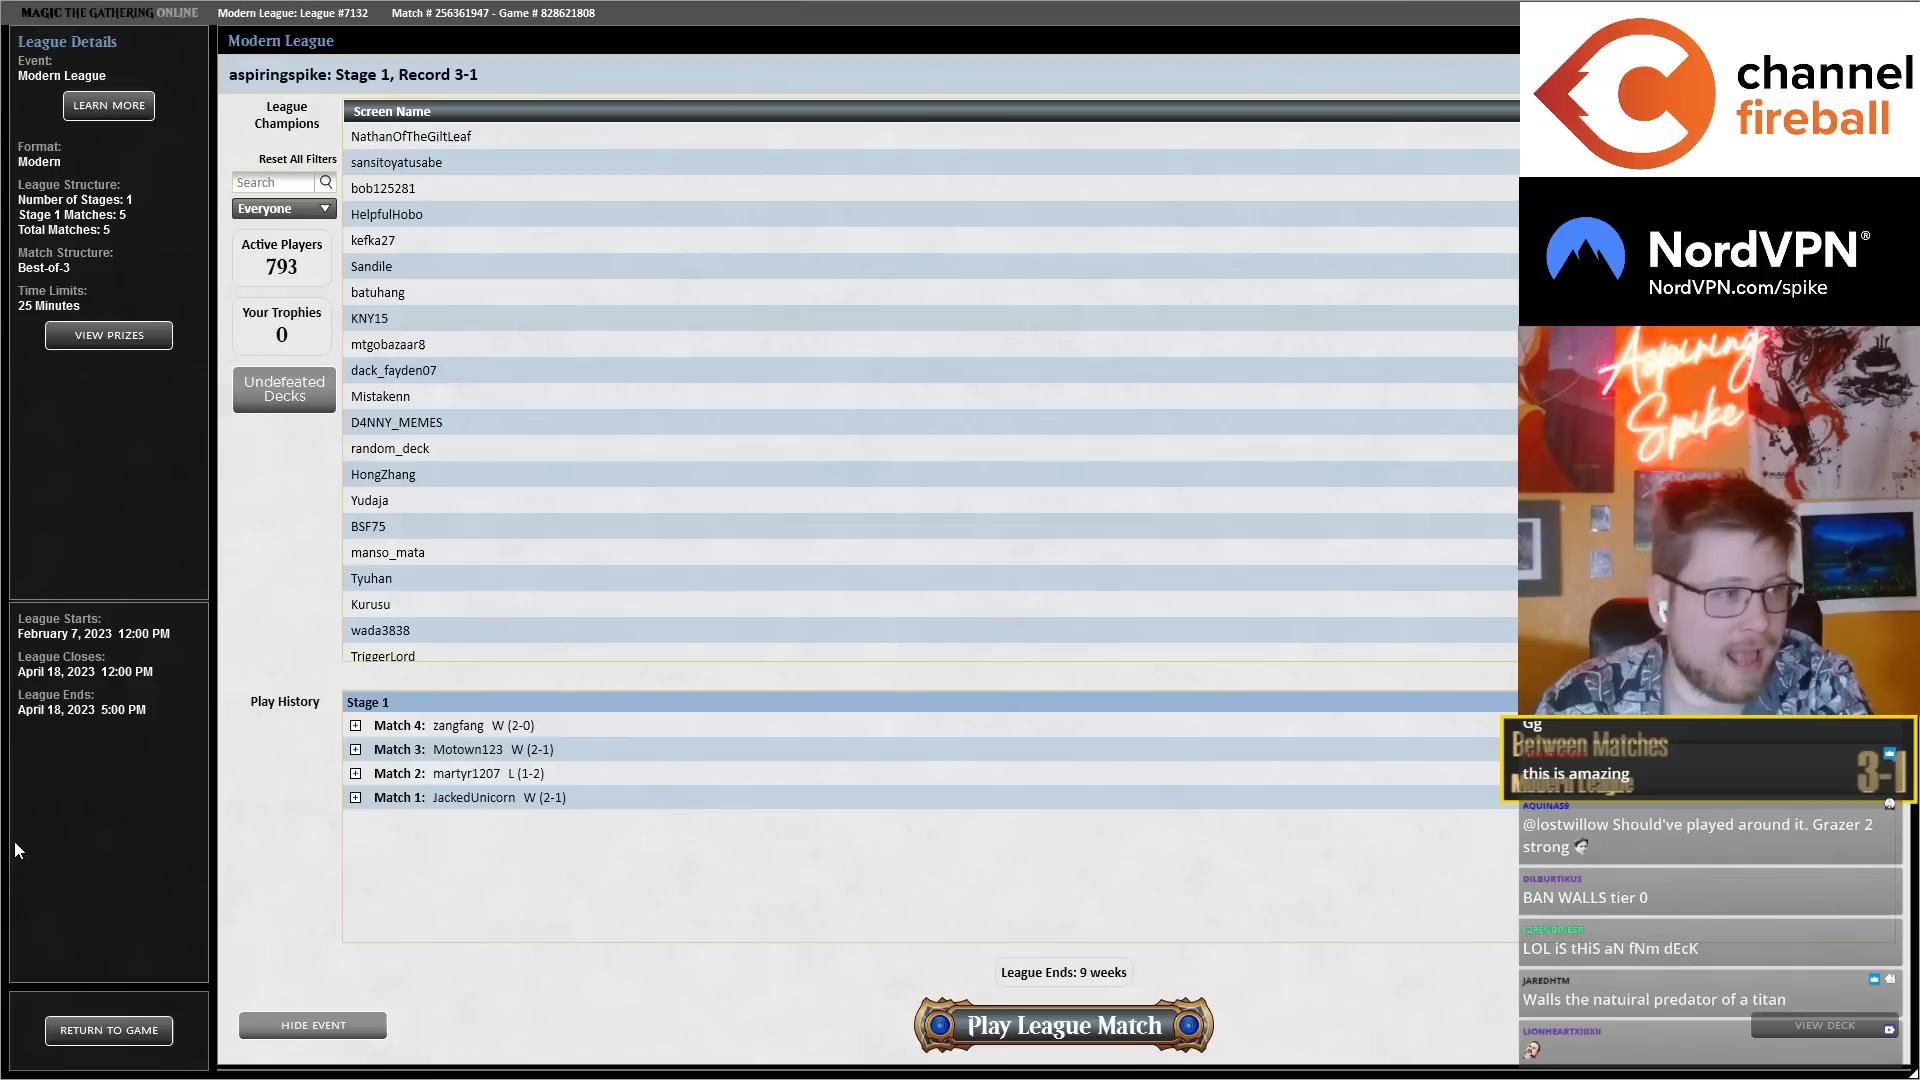 MAGIC THE GATHERING ONLINE
Modern League: League #7132
Match # 256361947 - Game # 828621808
League Details
Event:
Modern League
LEARN MORE
Format:
Modern
League Structure:
Number of Stages: 1
Stage 1 Matches: 5
Total Matches: 5
Match Structure:
Best-of-3
Time Limits:
25 Minutes
VIEW PRIZES
League Starts:
February 7, 2023 12:00 PM
League Closes:
April 18, 2023 12:00 PM
League Ends:
April 18, 2023 5:00 PM
RETURN TO GAME
Modern League
aspiringspike: Stage 1, Record 3-1
League
Champions
Reset All Filters
Search
Everyone
Active Players
793
Your Trophies
0
Undefeated
Decks
Screen Name
NathanOfTheGiltLeaf
sansitoyatusabe
bob125281
HelpfulHobo
kefka27
Sandile
batuhang
KNY15
mtgobazaar8
dack_fayden07
Mistakenn
D4NNY_MEMES
random_deck
HongZhang
Yudaja
BSF75
manso_mata
Tyuhan
Kurusu
wada3838
TriggerLord
Play History
Stage 1
Match 4: zangfang W (2-0)
Match 3: Motown123 W (2-1)
Match 2: martyr1207 L (1-2)
Match 1: JackedUnicorn W (2-1)
League Ends: 9 weeks
HIDE EVENT
Play League Match
channel
fireball
NordVPN®
NordVPN.com/spike
Aspiring
Spike
Gg
Between Matches
3-1
this is amazing
Modern League
AQUINAS9
@lostwillow Should've played around it. Grazer 2
strong
DILBURTIKUS
BAN WALLS tier 0
F2PENGINEER
LOL iS tHiS aN fNm dEcK
JAREDHTM
Walls the natuiral predator of a titan
VIEW DECK
LIONHEARTXIIIXII